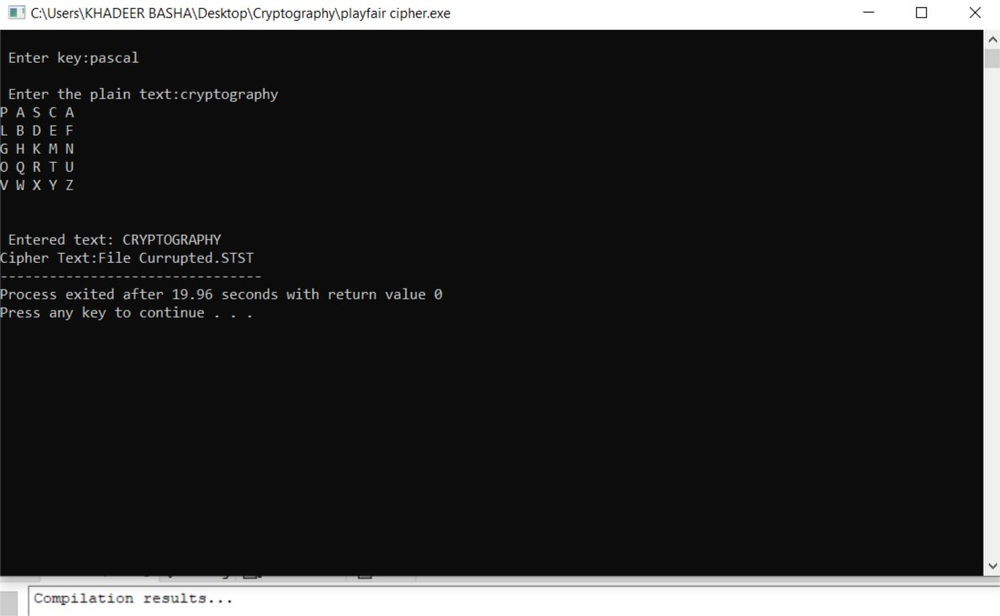 C:\Users\KHADEER BASHA\Desktop\Cryptography\playfair cipher.exe
Enter key:pascal
Enter the plain text:cryptography
P A S C A
L B D E F
G H K M N
O Q R T U
V W X Y Z
Entered text: CRYPTOGRAPHY
Cipher Text:File Currupted.STST
--------------------------------
Process exited after 19.96 seconds with return value 0
Press any key to continue . . .
Compilation results...